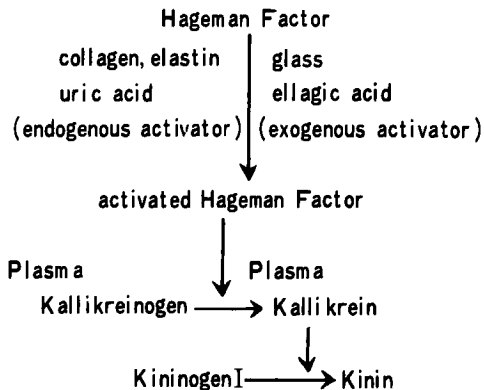 Hageman Factor
collagen, elastin glass
uric acid ellagic acid
(endogenous activator) (exogenous activator)
activated Hageman Factor
Plasma Plasma
Kallikreinogen Kallikrein
KininogenI Kinin